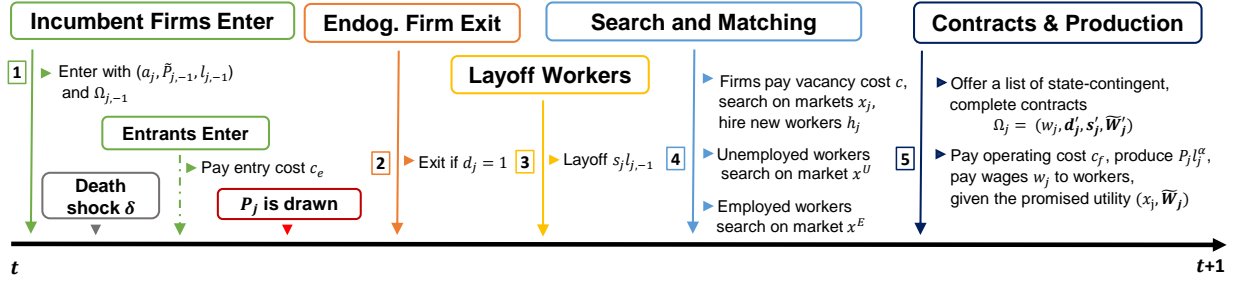 Incumbent Firms Enter
1
Enter with (a_j, P̃_{j,-1}, l_{j,-1})
and Ω_{j,-1}
Entrants Enter
Pay entry cost c_e
Death
shock δ
P_j is drawn
Endog. Firm Exit
2
Exit if d_j = 1
Layoff Workers
3
Layoff s_j l_{j,-1}
Search and Matching
4
Firms pay vacancy cost c,
search on markets x_j,
hire new workers h_j
Unemployed workers
search on market x^U
Employed workers
search on market x^E
Contracts & Production
5
Offer a list of state-contingent,
complete contracts
Ω_j = (w_j, d'_j, s'_j, W̃'_j)
Pay operating cost c_f, produce P_j l_j^α,
pay wages w_j to workers,
given the promised utility (x_j, W̃_j)
t
t+1